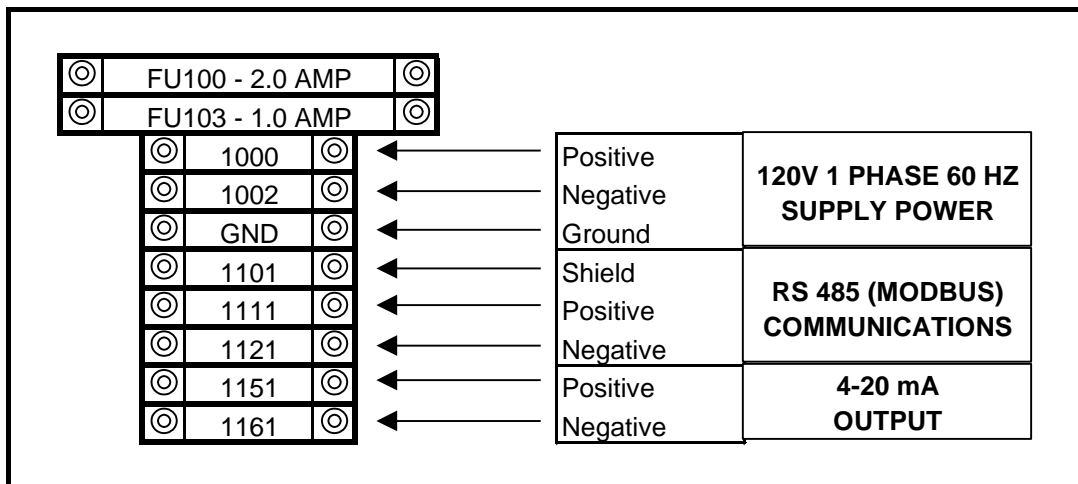 FU100 - 2.0 AMP
FU103 - 1.0 AMP
1000
Positive
1002
Negative
GND
Ground
120V 1 PHASE 60 HZ
SUPPLY POWER
1101
Shield
1111
Positive
1121
Negative
RS 485 (MODBUS)
COMMUNICATIONS
1151
Positive
1161
Negative
4-20 mA
OUTPUT